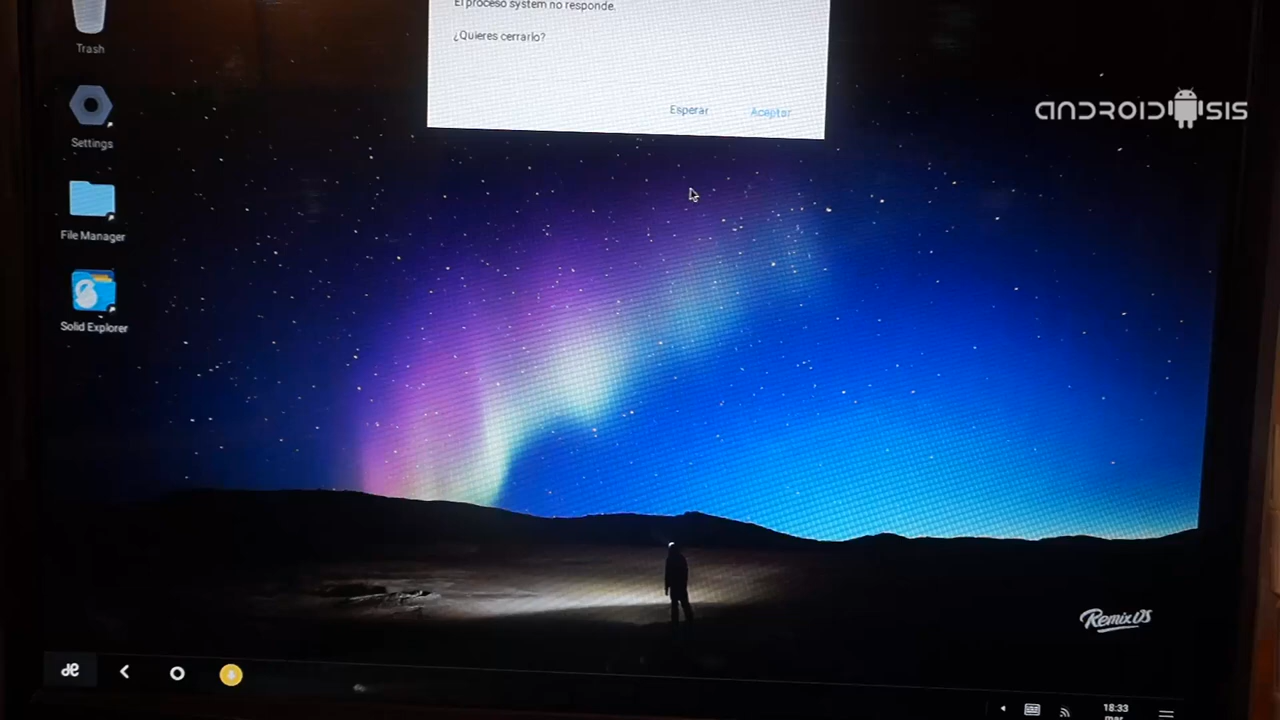 El proceso system no responde.
¿Quieres cerrarlo?
Esperar
Aceptar
Trash
Settings
File Manager
Solid Explorer
ANDROIDSIS
RemixOS
18:33
mar